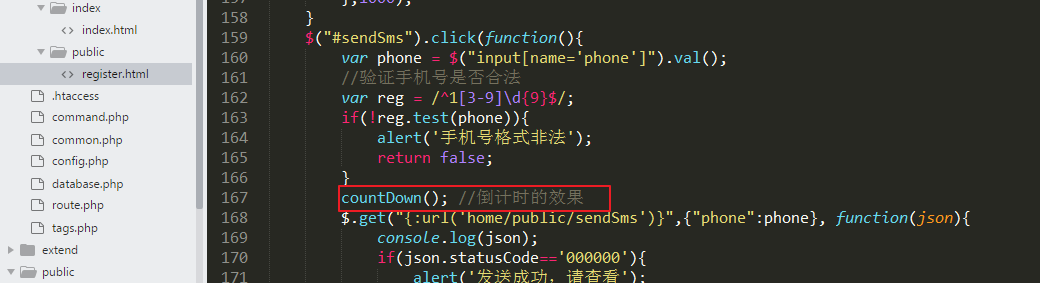 index
index.html
public
register.html
.htaccess
command.php
common.php
config.php
database.php
route.php
tags.php
extend
public
158 }
159 $("#sendSms").click(function(){
160 var phone = $("input[name='phone']").val();
161 //验证手机号是否合法
162 var reg = /^1[3-9]\d{9}$/;
163 if(!reg.test(phone)){
164 alert('手机号格式非法');
165 return false;
166 }
167 countDown(); //倒计时的效果
168 $.get("{:url('home/public/sendSms')}",{"phone":phone}, function(json){
169 console.log(json);
170 if(json.statusCode=='000000'){
171 alert('发送成功，请查看');